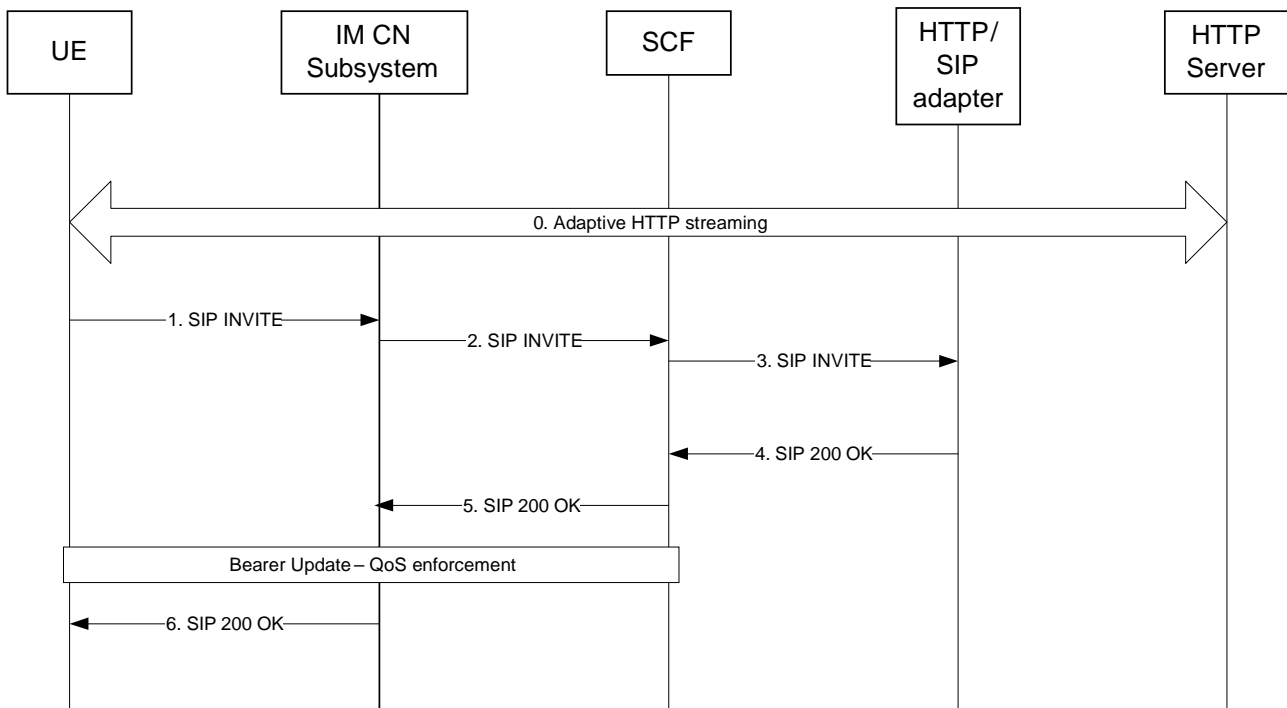 UE
IM CN
Subsystem
SCF
HTTP/
SIP
adapter
HTTP
Server
0. Adaptive HTTP streaming
1. SIP INVITE
2. SIP INVITE
3. SIP INVITE
4. SIP 200 OK
5. SIP 200 OK
Bearer Update – QoS enforcement
6. SIP 200 OK